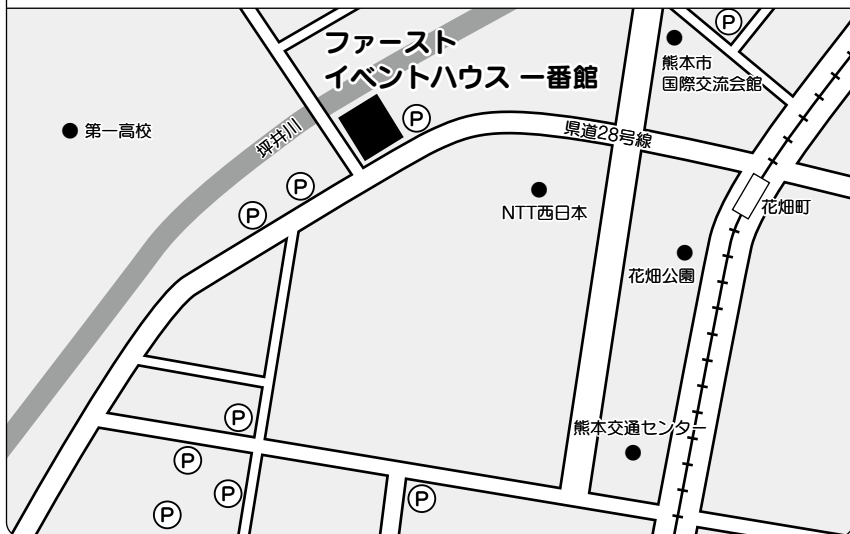 ファースト
イベントハウス 一番館
P
熊本市
国際交流会館
第一高校
坪井川
P
県道28号線
P
P
NTT西日本
花畑町
花畑公園
P
熊本交通センター
P
P
P
P